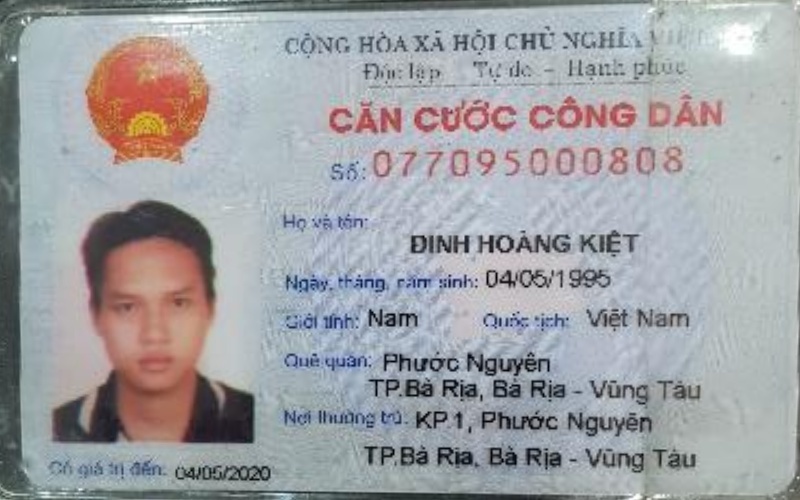 CỘNG HÒA XÃ HỘI CHỦ NGHĨA VIỆT NAM
Độc lập - Tự do - Hạnh phúc
CĂN CƯỚC CÔNG DÂN
Số: 077095000808
Họ và tên:
ĐINH HOÀNG KIỆT
Ngày, tháng, năm sinh: 04/05/1995
Giới tính: Nam Quốc tịch: Việt Nam
Quê quán: Phước Nguyên
TP.Bà Rịa, Bà Rịa - Vũng Tàu
Nơi thường trú: KP.1, Phước Nguyên
TP.Bà Rịa, Bà Rịa - Vũng Tàu
Có giá trị đến: 04/05/2020